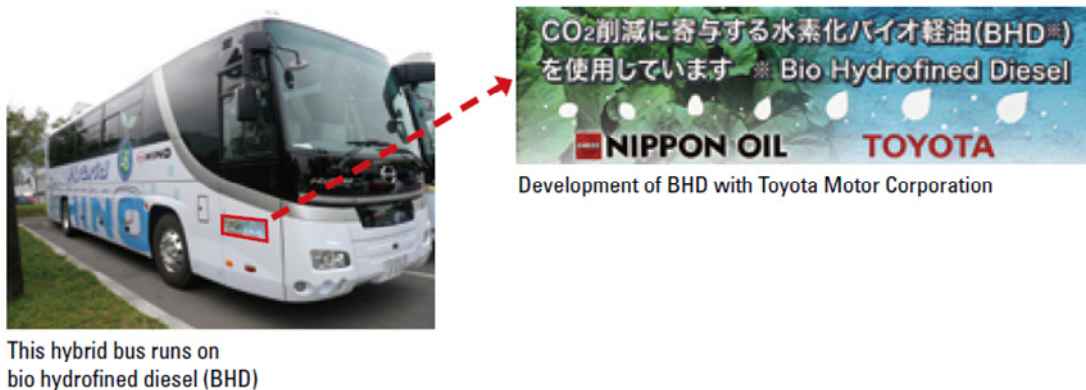 HINO
CO2削減に寄与する水素化バイオ軽油(BHD※)
を使用しています ※ Bio Hydrofined Diesel
NIPPON OIL
TOYOTA
Development of BHD with Toyota Motor Corporation
This hybrid bus runs on
bio hydrofined diesel (BHD)